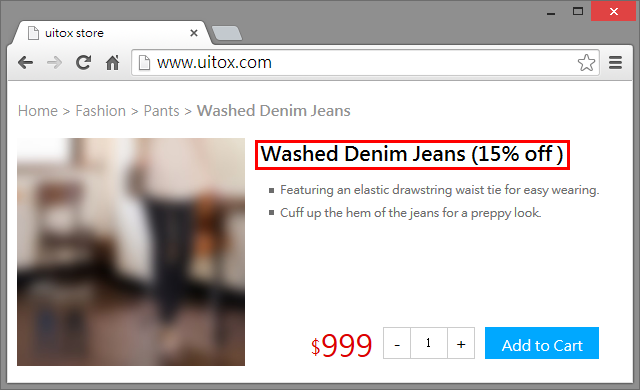 uitox store
www.uitox.com
Home > Fashion > Pants > Washed Denim Jeans
Washed Denim Jeans (15% off )
Featuring an elastic drawstring waist tie for easy wearing.
Cuff up the hem of the jeans for a preppy look.
$999 - 1 + Add to Cart